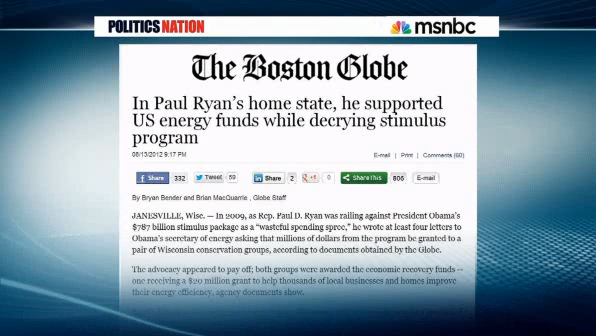 POLITICSNATION
msnbc
The Boston Globe
In Paul Ryan's home state, he supported
US energy funds while decrying stimulus
program
08/13/2012 9:17 PM
E-mail | Print | Comments (60)
f Share 332 Tweet 59 in Share 2 g +1 0 ShareThis 806 E-mail
By Bryan Bender and Brian MacQuarrie , Globe Staff
JANESVILLE, Wisc. — In 2009, as Rep. Paul D. Ryan was railing against President Obama's
$787 billion stimulus package as a "wasteful spending spree," he wrote at least four letters to
Obama's secretary of energy asking that millions of dollars from the program be granted to a
pair of Wisconsin conservation groups, according to documents obtained by the Globe.
The advocacy appeared to pay off; both groups were awarded the economic recovery funds --
one receiving a $20 million grant to help thousands of local businesses and homes improve
their energy efficiency, agency documents show.